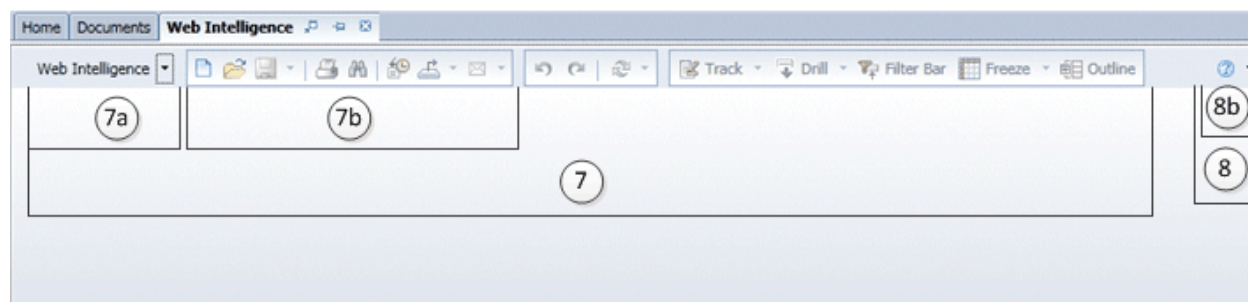 Home Documents Web Intelligence
Web Intelligence Track Drill Filter Bar Freeze Outline
7a 7b 8b
7 8